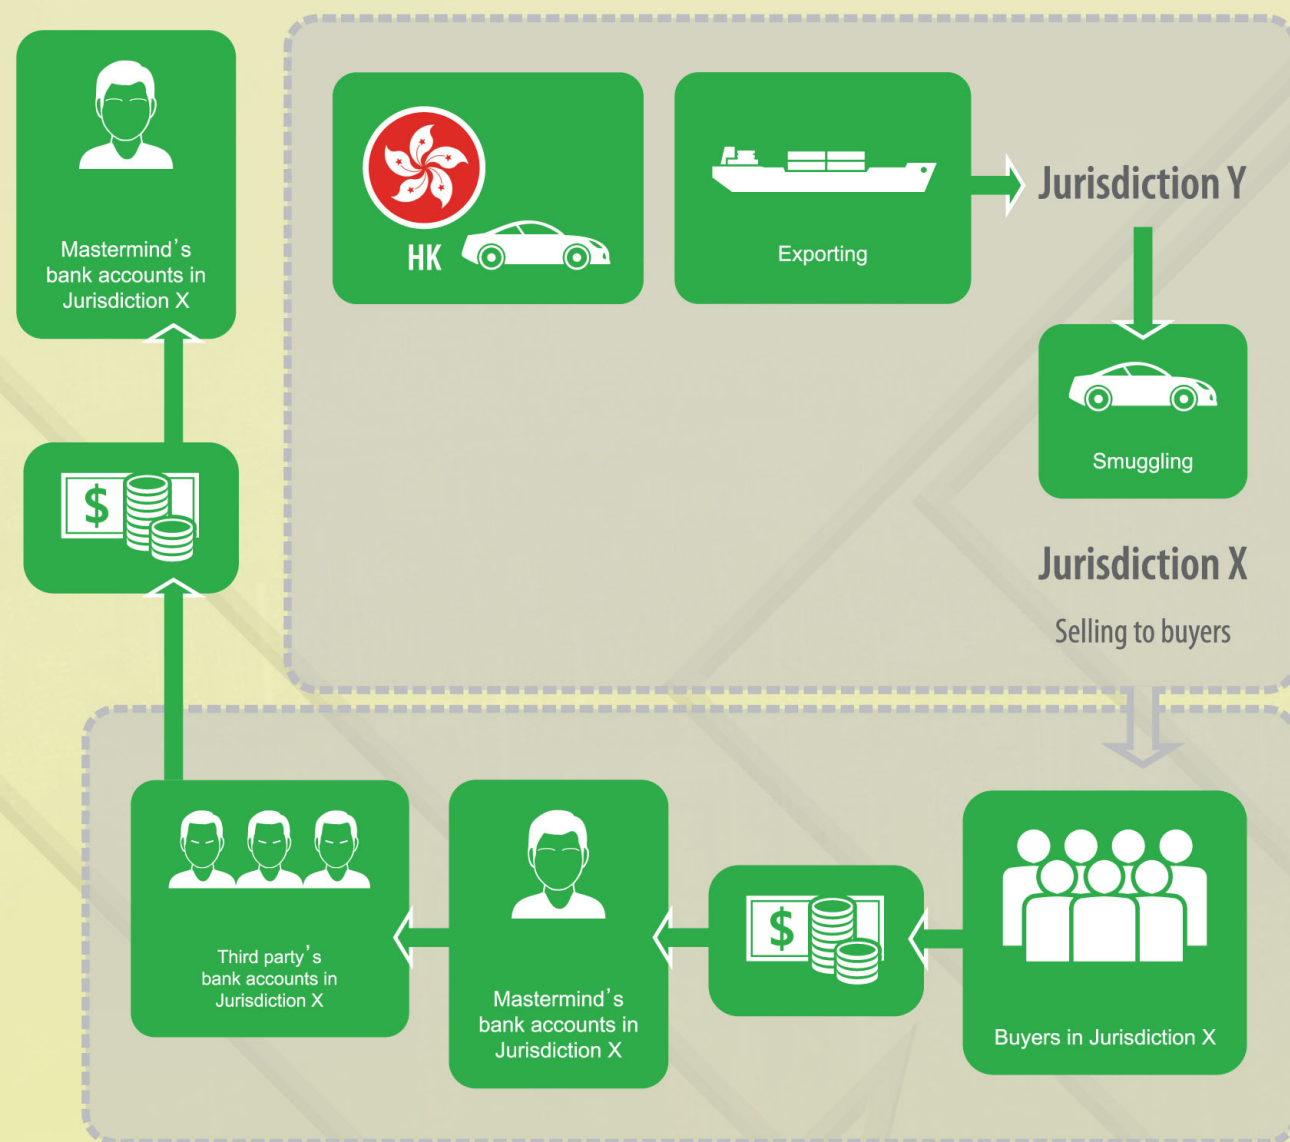 Mastermind’s
bank accounts in
Jurisdiction X
HK
Exporting
Jurisdiction Y
Smuggling
Jurisdiction X
Selling to buyers
$
Third party’s
bank accounts in
Jurisdiction X
Mastermind’s
bank accounts in
Jurisdiction X
$
Buyers in Jurisdiction X